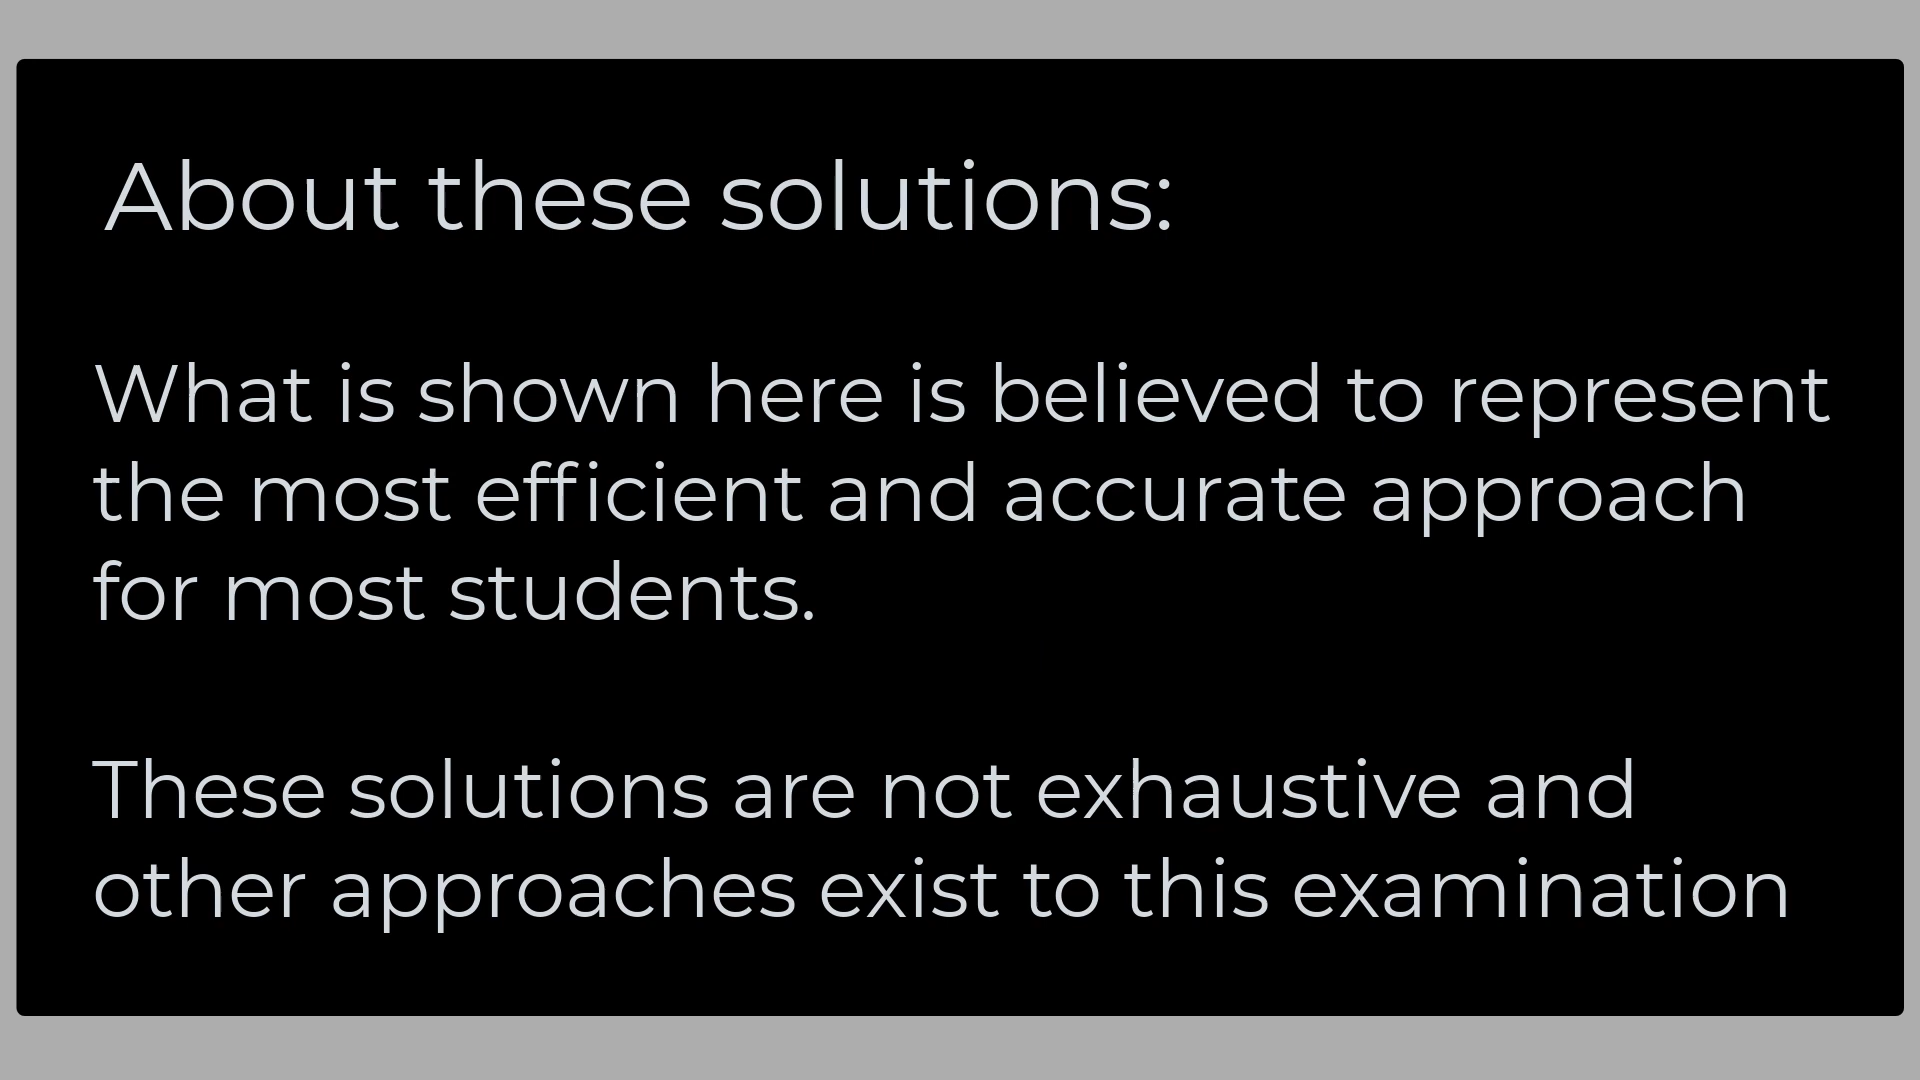 About these solutions:
What is shown here is believed to represent
the most efficient and accurate approach
for most students.
These solutions are not exhaustive and
other approaches exist to this examination